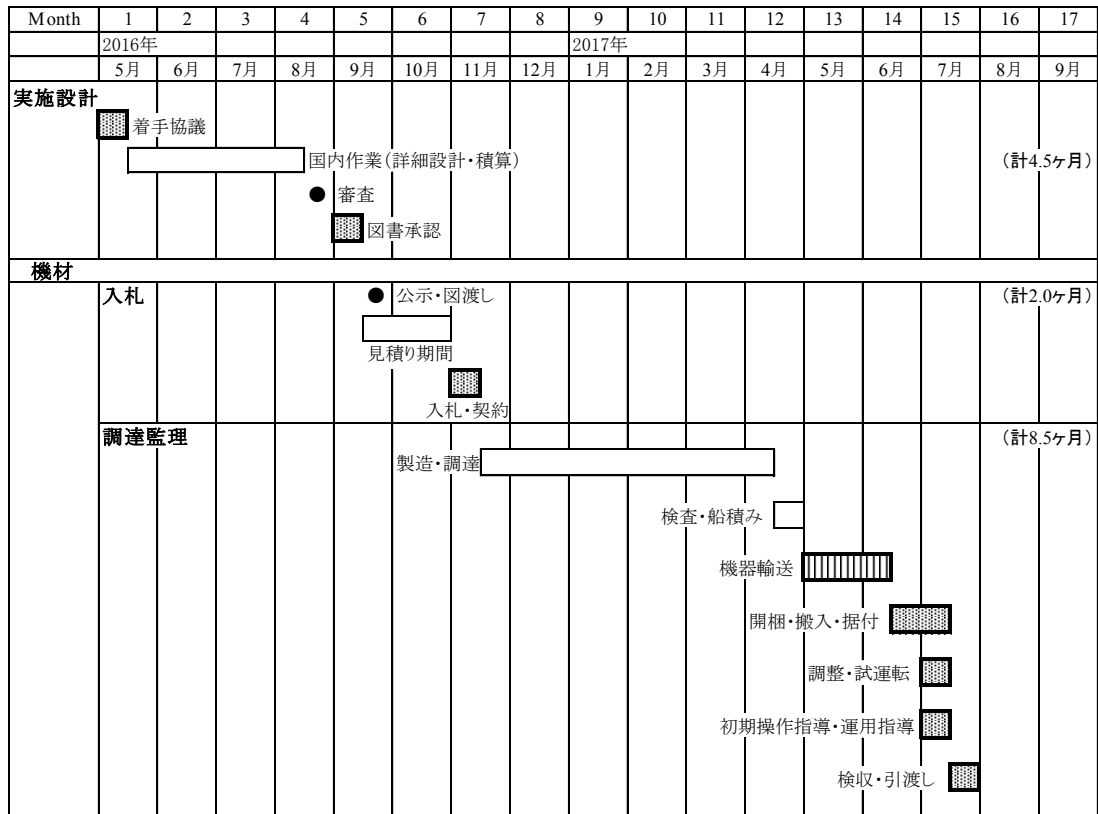 Month 1 2 3 4 5 6 7 8 9 10 11 12 13 14 15 16 17
2016年 2017年
5月 6月 7月 8月 9月 10月 11月 12月 1月 2月 3月 4月 5月 6月 7月 8月 9月
実施設計
着手協議
国内作業(詳細設計・積算) (計4.5ヶ月)
審査
図書承認
機材
入札 公示・図渡し (計2.0ヶ月)
見積り期間
入札・契約
調達監理 (計8.5ヶ月)
製造・調達
検査・船積み
機器輸送
開梱・搬入・据付
調整・試運転
初期操作指導・運用指導
検収・引渡し